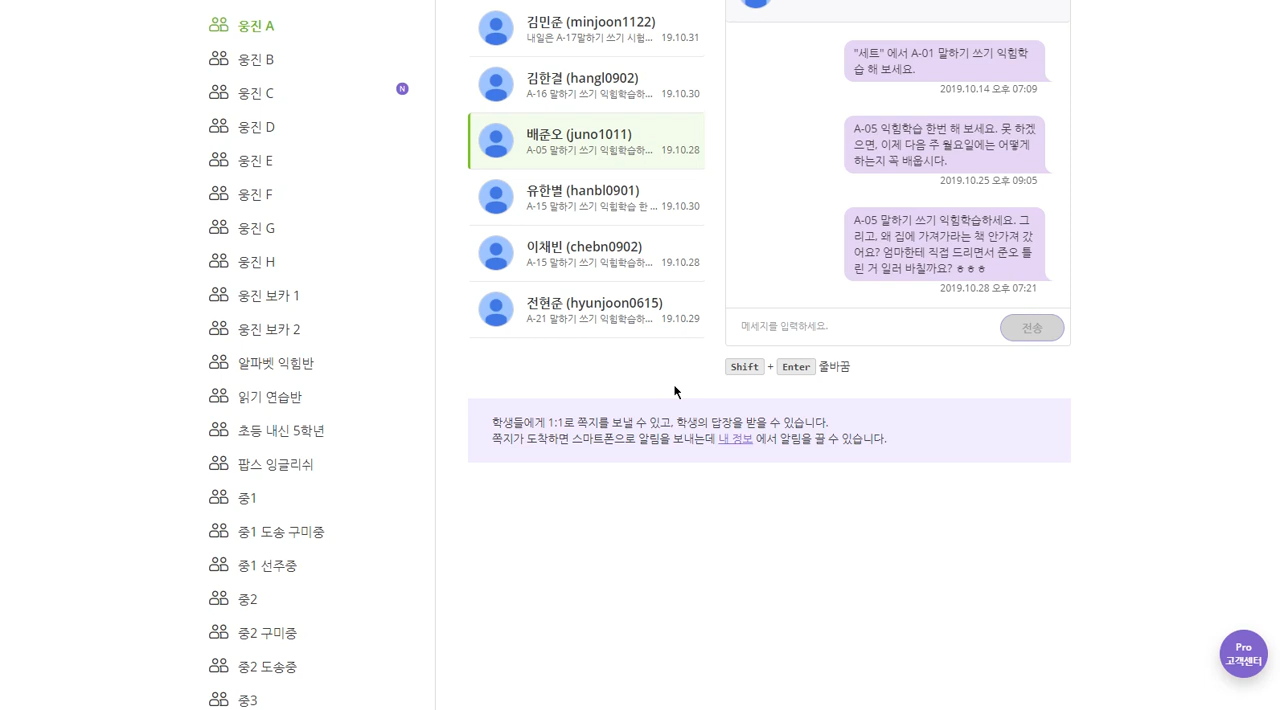 웅진 A
웅진 B
웅진 C
N
웅진 D
웅진 E
웅진 F
웅진 G
웅진 H
웅진 보카 1
웅진 보카 2
알파벳 익힘반
읽기 연습반
초등 내신 5학년
팝스 잉글리쉬
중1
중1 도송 구미중
중1 선주중
중2
중2 구미중
중2 도송중
중3
김민준 (minjoon1122)
내일은 A-17말하기 쓰기 시험... 19.10.31
김한결 (hangl0902)
A-16 말하기 쓰기 익힘학습하... 19.10.30
배준오 (juno1011)
A-05 말하기 쓰기 익힘학습하... 19.10.28
유한별 (hanbl0901)
A-15 말하기 쓰기 익힘학습 한 ... 19.10.30
이채빈 (chebn0902)
A-15 말하기 쓰기 익힘학습하... 19.10.28
전현준 (hyunjoon0615)
A-21 말하기 쓰기 익힘학습하... 19.10.29
"세트" 에서 A-01 말하기 쓰기 익힘학
습 해 보세요.
2019.10.14 오후 07:09
A-05 익힘학습 한번 해 보세요. 못 하겠
으면, 이제 다음 주 월요일에는 어떻게
하는지 꼭 배웁시다.
2019.10.25 오후 09:05
A-05 말하기 쓰기 익힘학습하세요. 그
리고, 왜 집에 가져가라는 책 안가져 갔
어요? 엄마한테 직접 드리면서 준오 틀
린 거 일러 바칠까요? ㅎㅎㅎ
2019.10.28 오후 07:21
메세지를 입력하세요.
전송
Shift + Enter 줄바꿈
학생들에게 1:1로 쪽지를 보낼 수 있고, 학생의 답장을 받을 수 있습니다.
쪽지가 도착하면 스마트폰으로 알림을 보내는데 내 정보 에서 알림을 끌 수 있습니다.
Pro
고객센터